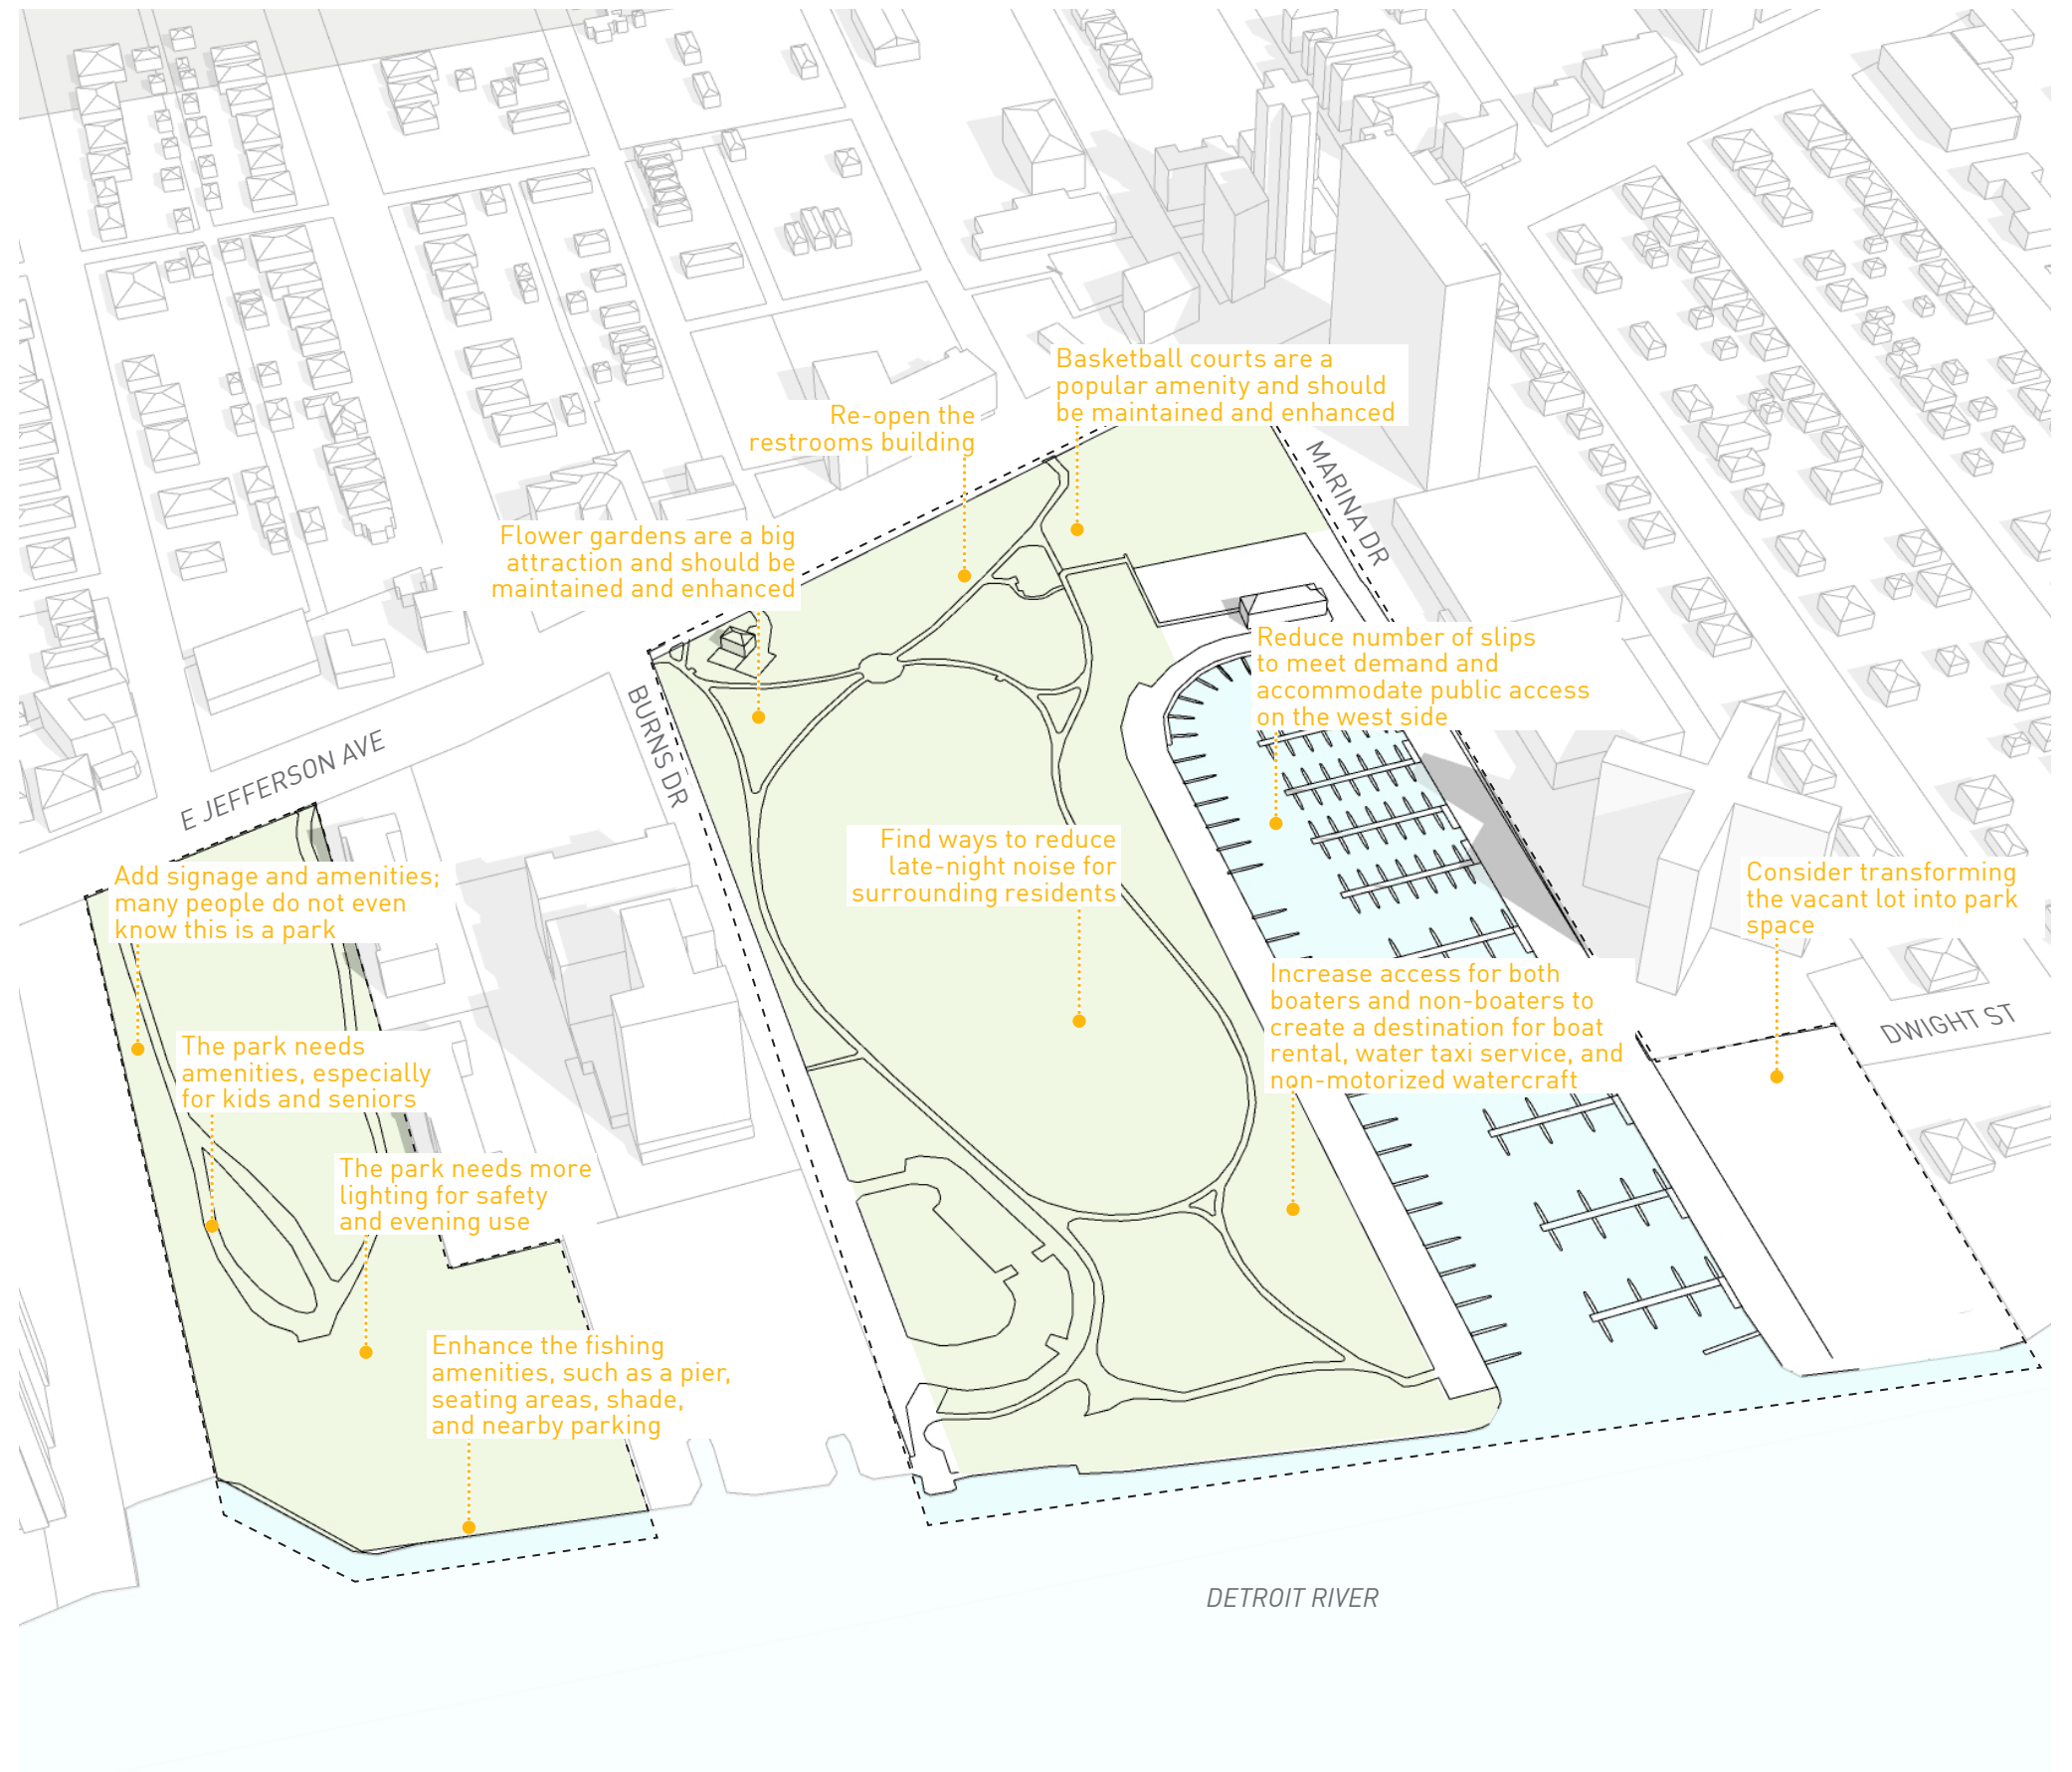 Basketball courts are a
popular amenity and should
be maintained and enhanced
Re-open the
restrooms building
MARINA DR
Flower gardens are a big
attraction and should be
maintained and enhanced
Reduce number of slips
to meet demand and
accommodate public access
on the west side
BURNS DR
E JEFFERSON AVE
Find ways to reduce
late-night noise for
surrounding residents
Consider transforming
the vacant lot into park
space
Add signage and amenities;
many people do not even
know this is a park
Increase access for both
boaters and non-boaters to
create a destination for boat
rental, water taxi service, and
non-motorized watercraft
DWIGHT ST
The park needs
amenities, especially
for kids and seniors
The park needs more
lighting for safety
and evening use
Enhance the fishing
amenities, such as a pier,
seating areas, shade,
and nearby parking
DETROIT RIVER